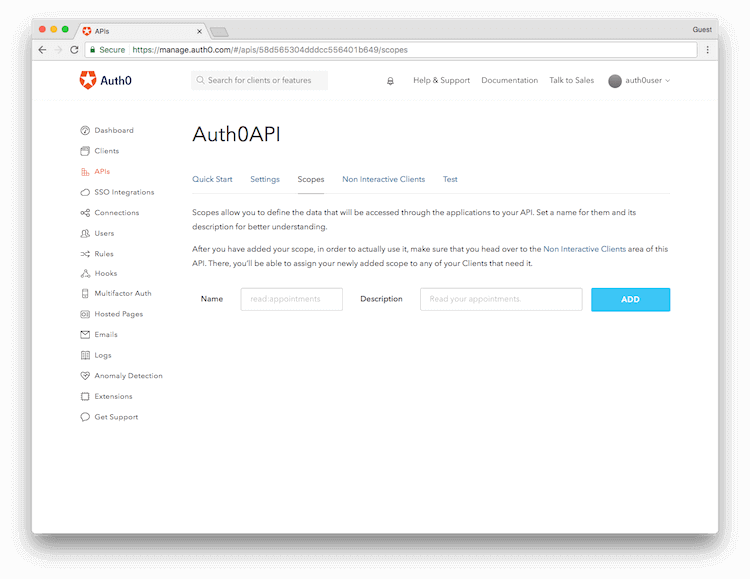 APIs
Guest
Secure https://manage.auth0.com/#/apis/58d565304dddcc556401b649/scopes
Auth0
Search for clients or features
Help & Support
Documentation
Talk to Sales
auth0user
Dashboard
Clients
APIs
SSO Integrations
Connections
Users
Rules
Hooks
Multifactor Auth
Hosted Pages
Emails
Logs
Anomaly Detection
Extensions
Get Support
Auth0API
Quick Start
Settings
Scopes
Non Interactive Clients
Test
Scopes allow you to define the data that will be accessed through the applications to your API. Set a name for them and its
description for better understanding.
After you have added your scope, in order to actually use it, make sure that you head over to the Non Interactive Clients area of this
API. There, you'll be able to assign your newly added scope to any of your Clients that need it.
Name
read:appointments
Description
Read your appointments.
ADD